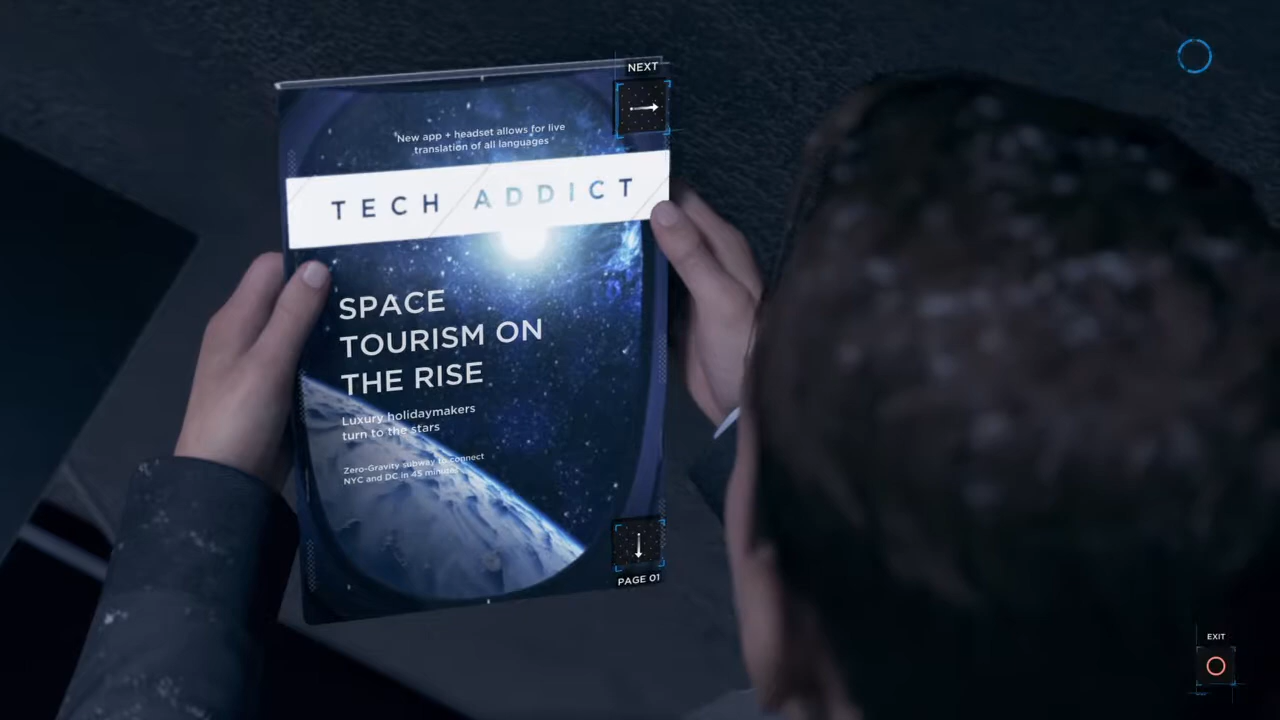 NEXT
New app + headset allows for live
translation of all languages
TECH ADDICT
SPACE
TOURISM ON
THE RISE
Luxury holidaymakers
turn to the stars
Zero-Gravity subway to connect
NYC and DC in 45 minutes
PAGE 01
EXIT